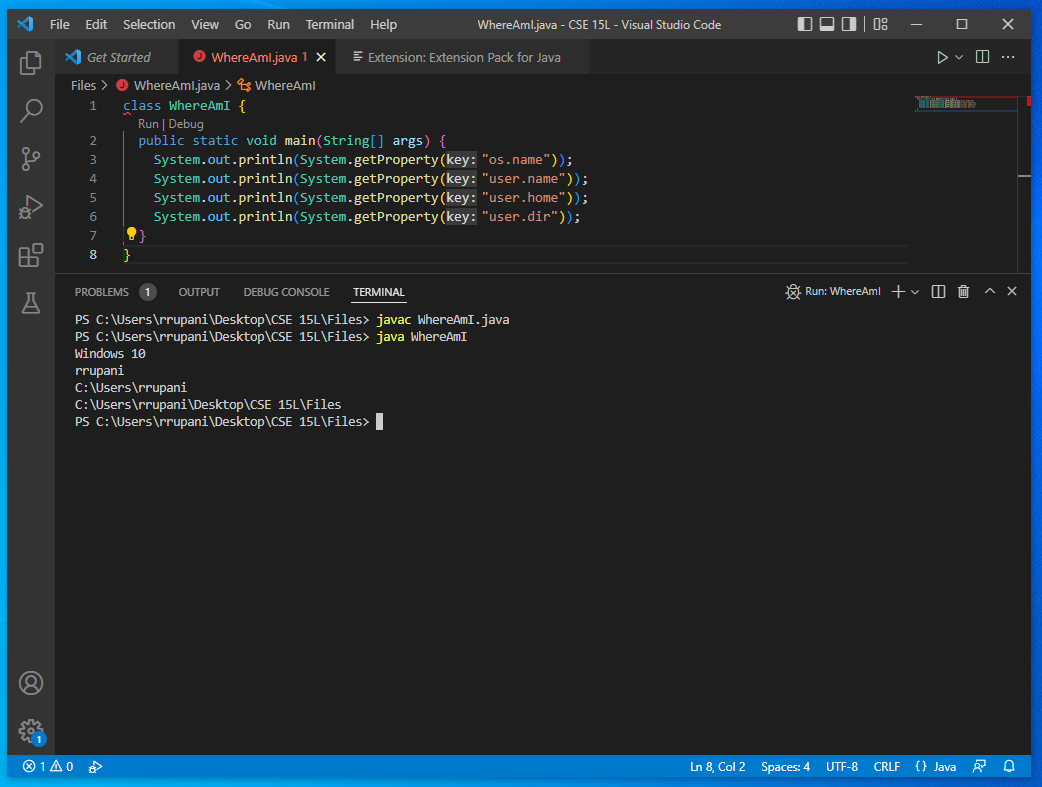 File Edit Selection View Go Run Terminal Help WhereAmI.java - CSE 15L - Visual Studio Code
Get Started WhereAmI.java 1 Extension: Extension Pack for Java
Files > WhereAmI.java > WhereAmI
1 class WhereAmI {
Run | Debug
2 public static void main(String[] args) {
3 System.out.println(System.getProperty(key: "os.name"));
4 System.out.println(System.getProperty(key: "user.name"));
5 System.out.println(System.getProperty(key: "user.home"));
6 System.out.println(System.getProperty(key: "user.dir"));
7 }
8 }
PROBLEMS 1 OUTPUT DEBUG CONSOLE TERMINAL Run: WhereAmI
PS C:\Users\rrupani\Desktop\CSE 15L\Files> javac WhereAmI.java
PS C:\Users\rrupani\Desktop\CSE 15L\Files> java WhereAmI
Windows 10
rrupani
C:\Users\rrupani
C:\Users\rrupani\Desktop\CSE 15L\Files
PS C:\Users\rrupani\Desktop\CSE 15L\Files>
1
1 0 Ln 8, Col 2 Spaces: 4 UTF-8 CRLF {} Java